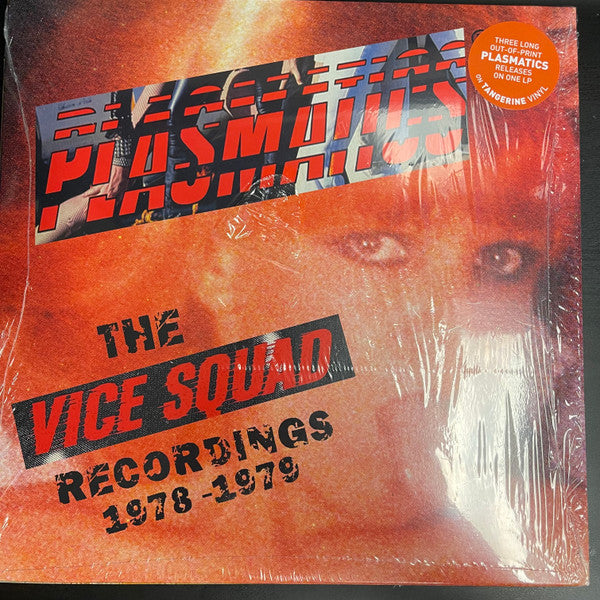 PLASMATICS
THE
VICE SQUAD
RECORDINGS
1978-1979
THREE LONG
OUT-OF-PRINT
PLASMATICS
RELEASES
ON ONE LP
ON TANGERINE VINYL